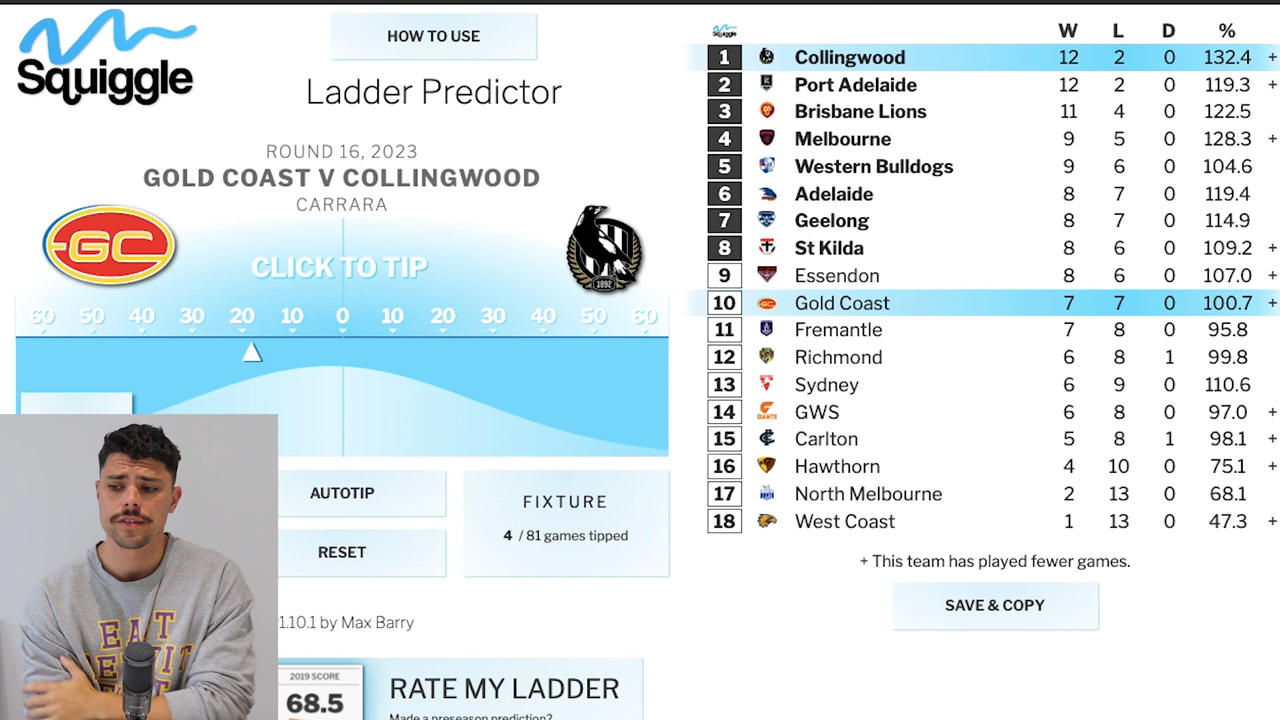 Squiggle
HOW TO USE
Ladder Predictor
ROUND 16, 2023
GOLD COAST V COLLINGWOOD
CARRARA
GC
1892
CLICK TO TIP
60 50 40 30 20 10 0 10 20 30 40 50 60
AUTOTIP
RESET
FIXTURE
4 / 81 games tipped
1.10.1 by Max Barry
2019 SCORE
68.5
RATE MY LADDER
Made a preseason prediction?
Squiggle W L D %
1 Collingwood 12 2 0 132.4 +
2 Port Adelaide 12 2 0 119.3 +
3 Brisbane Lions 11 4 0 122.5
4 Melbourne 9 5 0 128.3 +
5 Western Bulldogs 9 6 0 104.6
6 Adelaide 8 7 0 119.4
7 Geelong 8 7 0 114.9
8 St Kilda 8 6 0 109.2 +
9 Essendon 8 6 0 107.0 +
10 Gold Coast 7 7 0 100.7 +
11 Fremantle 7 8 0 95.8
12 Richmond 6 8 1 99.8
13 Sydney 6 9 0 110.6
14 GWS 6 8 0 97.0 +
15 Carlton 5 8 1 98.1 +
16 Hawthorn 4 10 0 75.1 +
17 North Melbourne 2 13 0 68.1
18 West Coast 1 13 0 47.3 +
+ This team has played fewer games.
SAVE & COPY